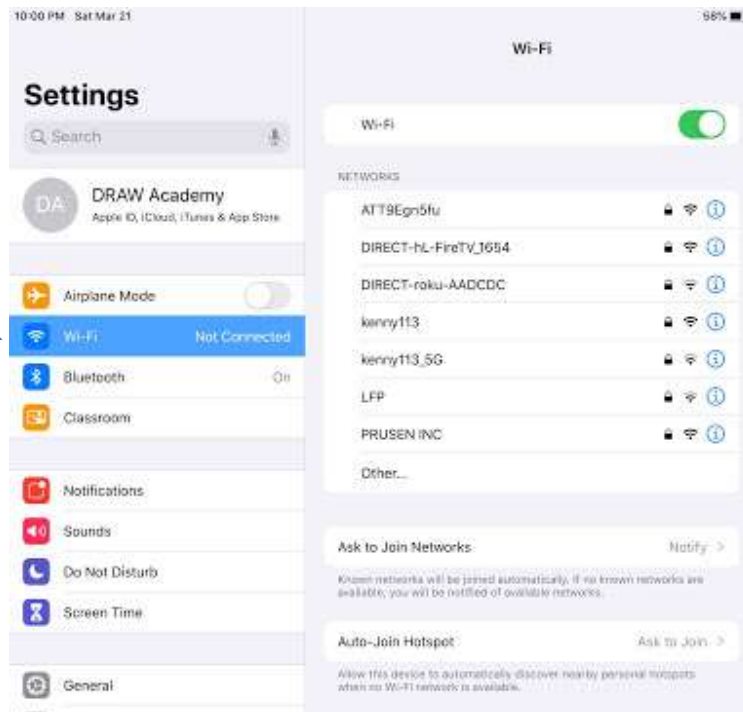 10:00 PM Sat Mar 21
58%
Settings
Search
DA
DRAW Academy
Apple ID, iCloud, iTunes & App Store
Airplane Mode
Wi-Fi Not Connected
Bluetooth On
Classroom
Notifications
Sounds
Do Not Disturb
Screen Time
General
Wi-Fi
Wi-Fi
NETWORKS
ATT9Egn5fu
DIRECT-hL-FireTV_1654
DIRECT-roku-AADCDC
kenny113
kenny113_5G
LFP
PRUSEN INC
Other...
Ask to Join Networks Notify
Known networks will be joined automatically. If no known networks are
available, you will be notified of available networks.
Auto-Join Hotspot Ask to Join
Allow this device to automatically discover nearby personal hotspots
when no Wi-Fi network is available.